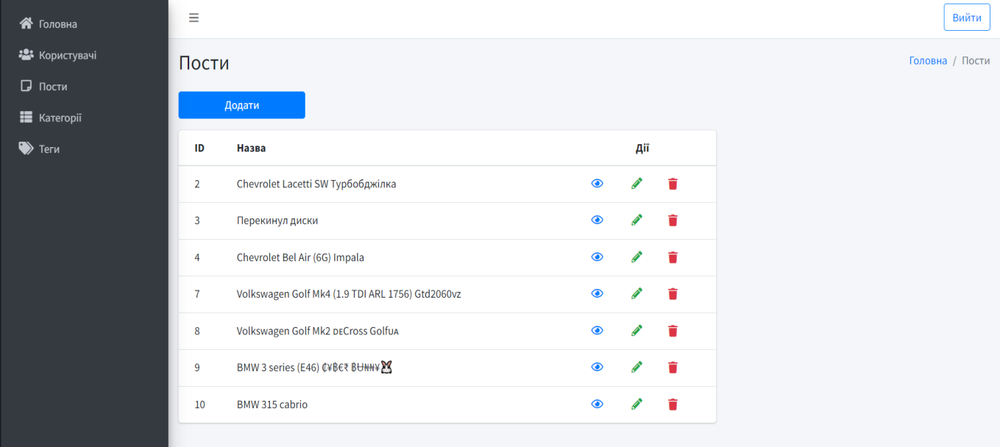 Головна
Користувачі
Пости
Категорії
Теги
Вийти
Пости
Головна / Пости
Додати
ID Назва Дії
2 Chevrolet Lacetti SW Турбобджілка
3 Перекинул диски
4 Chevrolet Bel Air (6G) Impala
7 Volkswagen Golf Mk4 (1.9 TDI ARL 1756) Gtd2060vz
8 Volkswagen Golf Mk2 ᴅᴇCross Golfᴜᴀ
9 BMW 3 series (E46) ₵¥฿€₹ ฿Ʉ₦₦¥🐰
10 BMW 315 cabrio